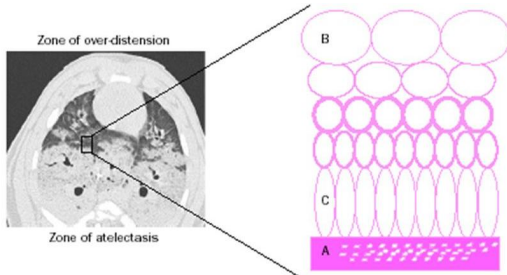 Zone of over-distension
B
C
A
Zone of atelectasis